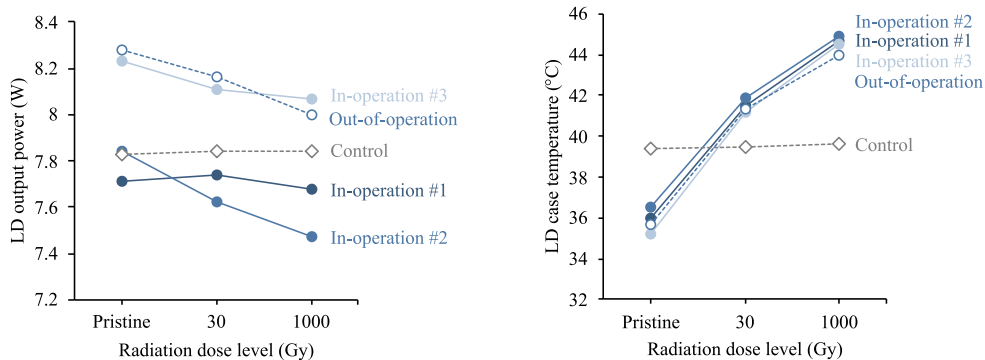 8.4
8.2
8
7.8
7.6
7.4
7.2
LD output power (W)
In-operation #3
Out-of-operation
Control
In-operation #1
In-operation #2
Pristine 30 1000
Radiation dose level (Gy)
46
44
42
40
38
36
34
32
LD case temperature (°C)
In-operation #2
In-operation #1
In-operation #3
Out-of-operation
Control
Pristine 30 1000
Radiation dose level (Gy)